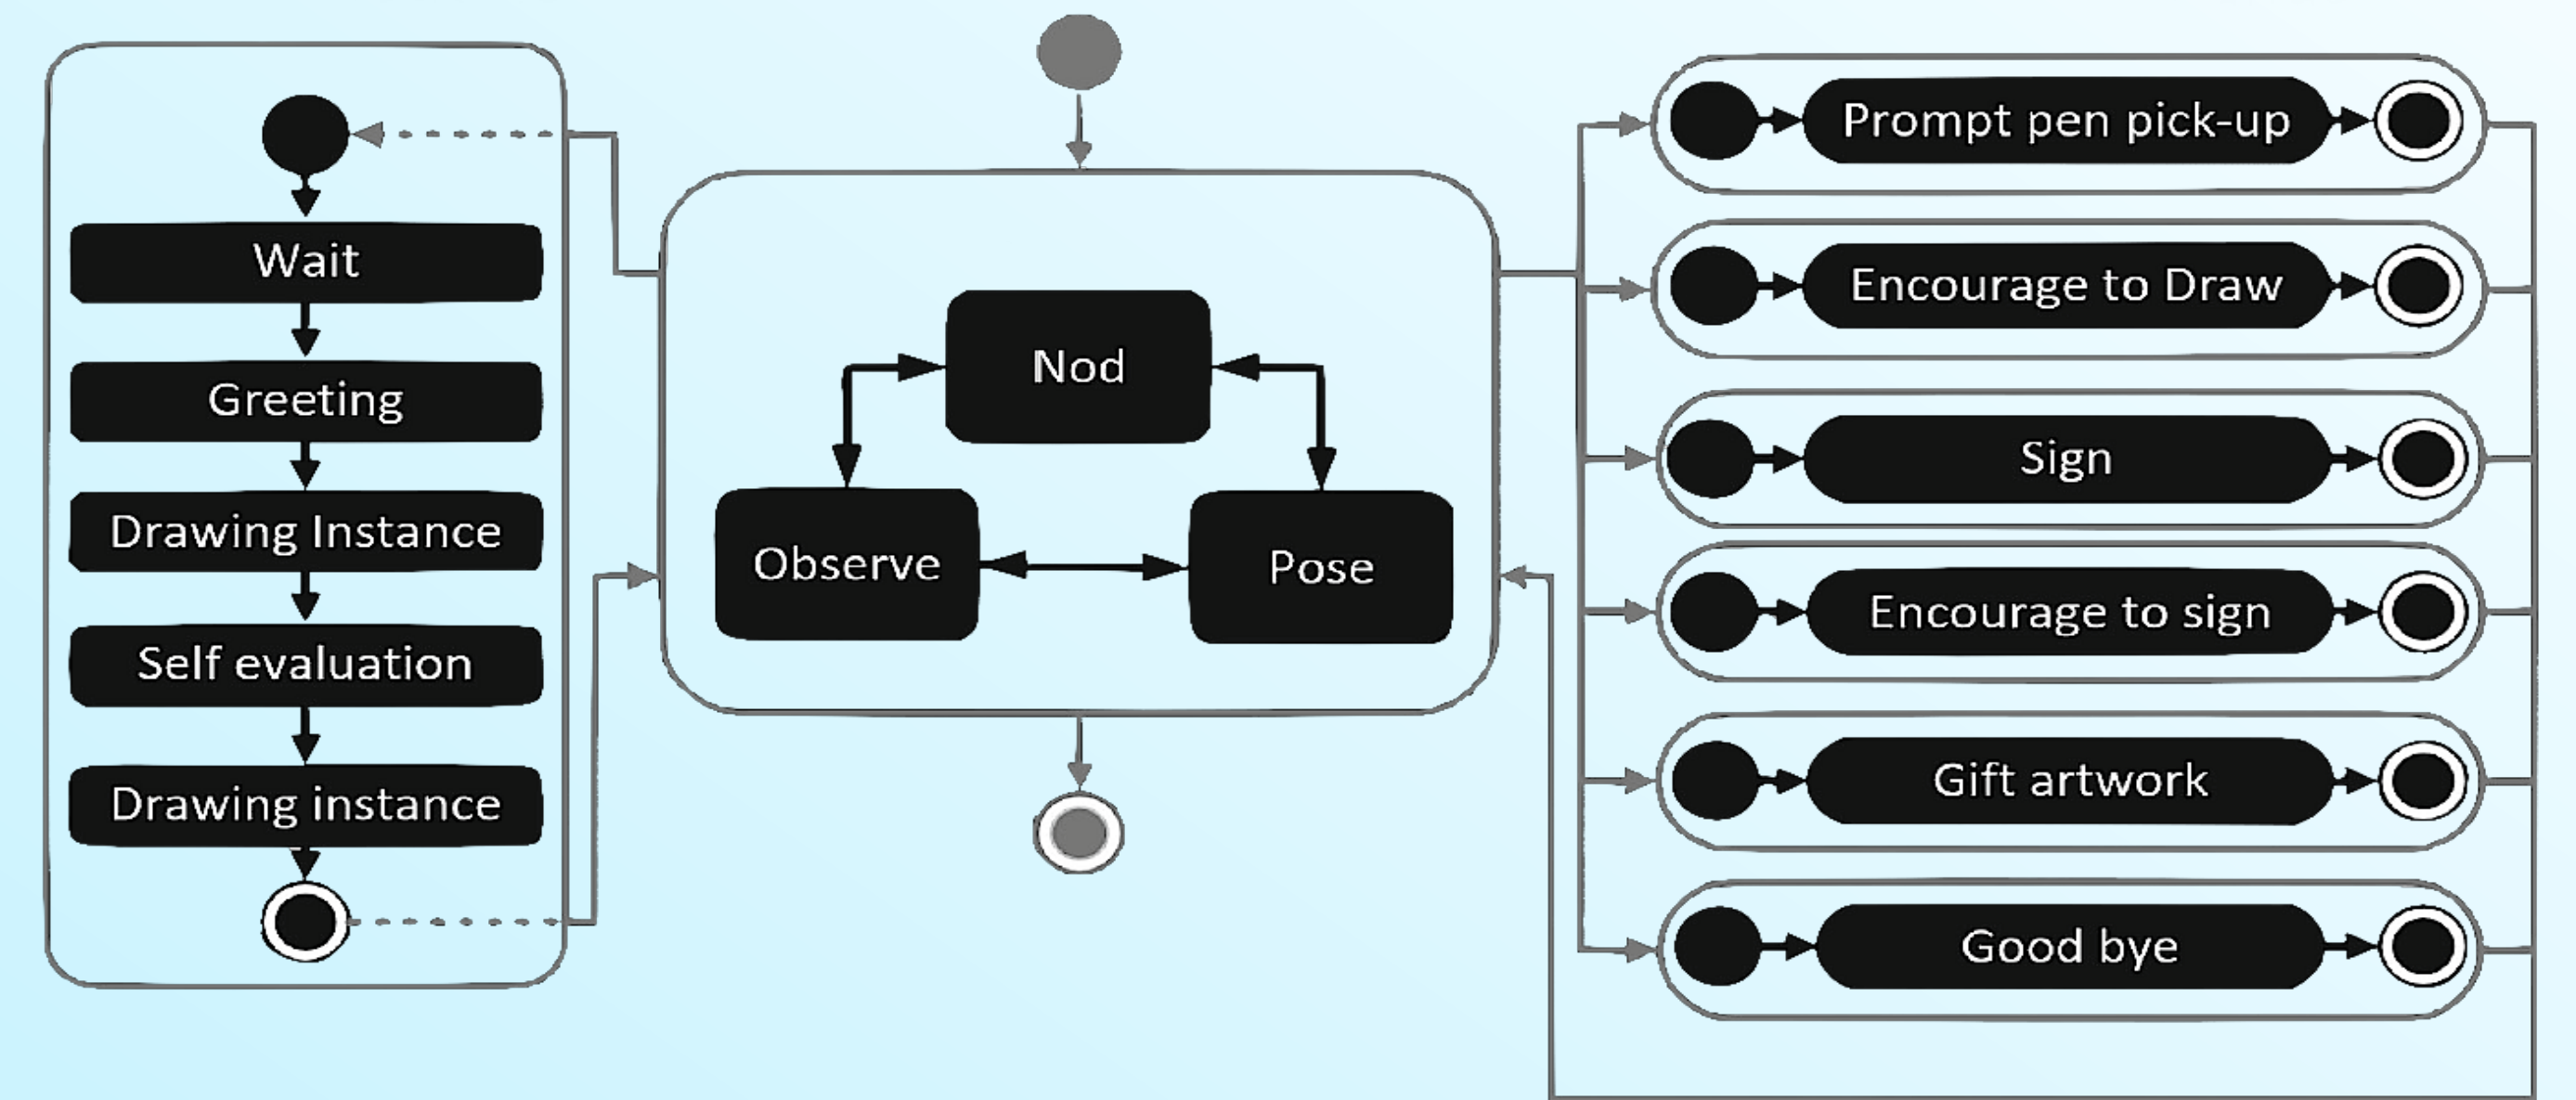 Wait
Greeting
Drawing Instance
Self evaluation
Drawing instance
Nod
Observe
Pose
Prompt pen pick-up
Encourage to Draw
Sign
Encourage to sign
Gift artwork
Good bye